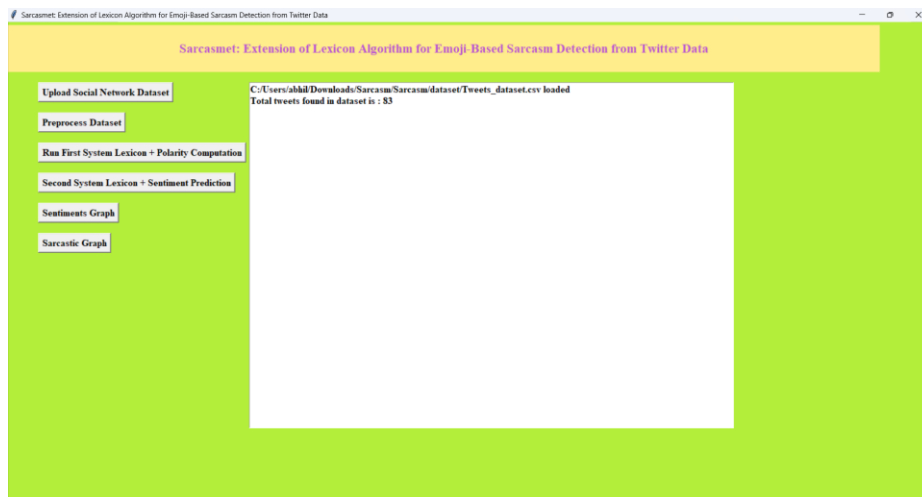 Sarcasmet: Extension of Lexicon Algorithm for Emoji-Based Sarcasm Detection from Twitter Data
Sarcasmet: Extension of Lexicon Algorithm for Emoji-Based Sarcasm Detection from Twitter Data
Upload Social Network Dataset
Preprocess Dataset
Run First System Lexicon + Polarity Computation
Second System Lexicon + Sentiment Prediction
Sentiments Graph
Sarcastic Graph
C:/Users/abhil/Downloads/Sarcasm/Sarcasm/dataset/Tweets_dataset.csv loaded
Total tweets found in dataset is : 83